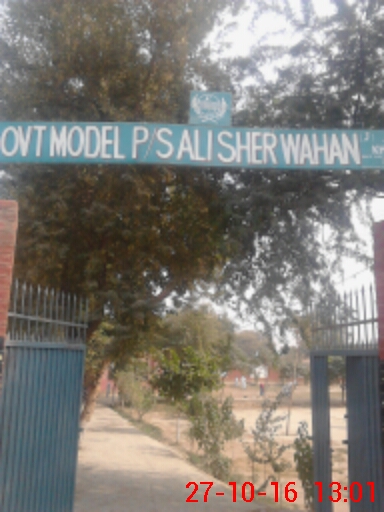 OVT MODEL P/S ALI SHER WAHAN
27-10-16 13:01